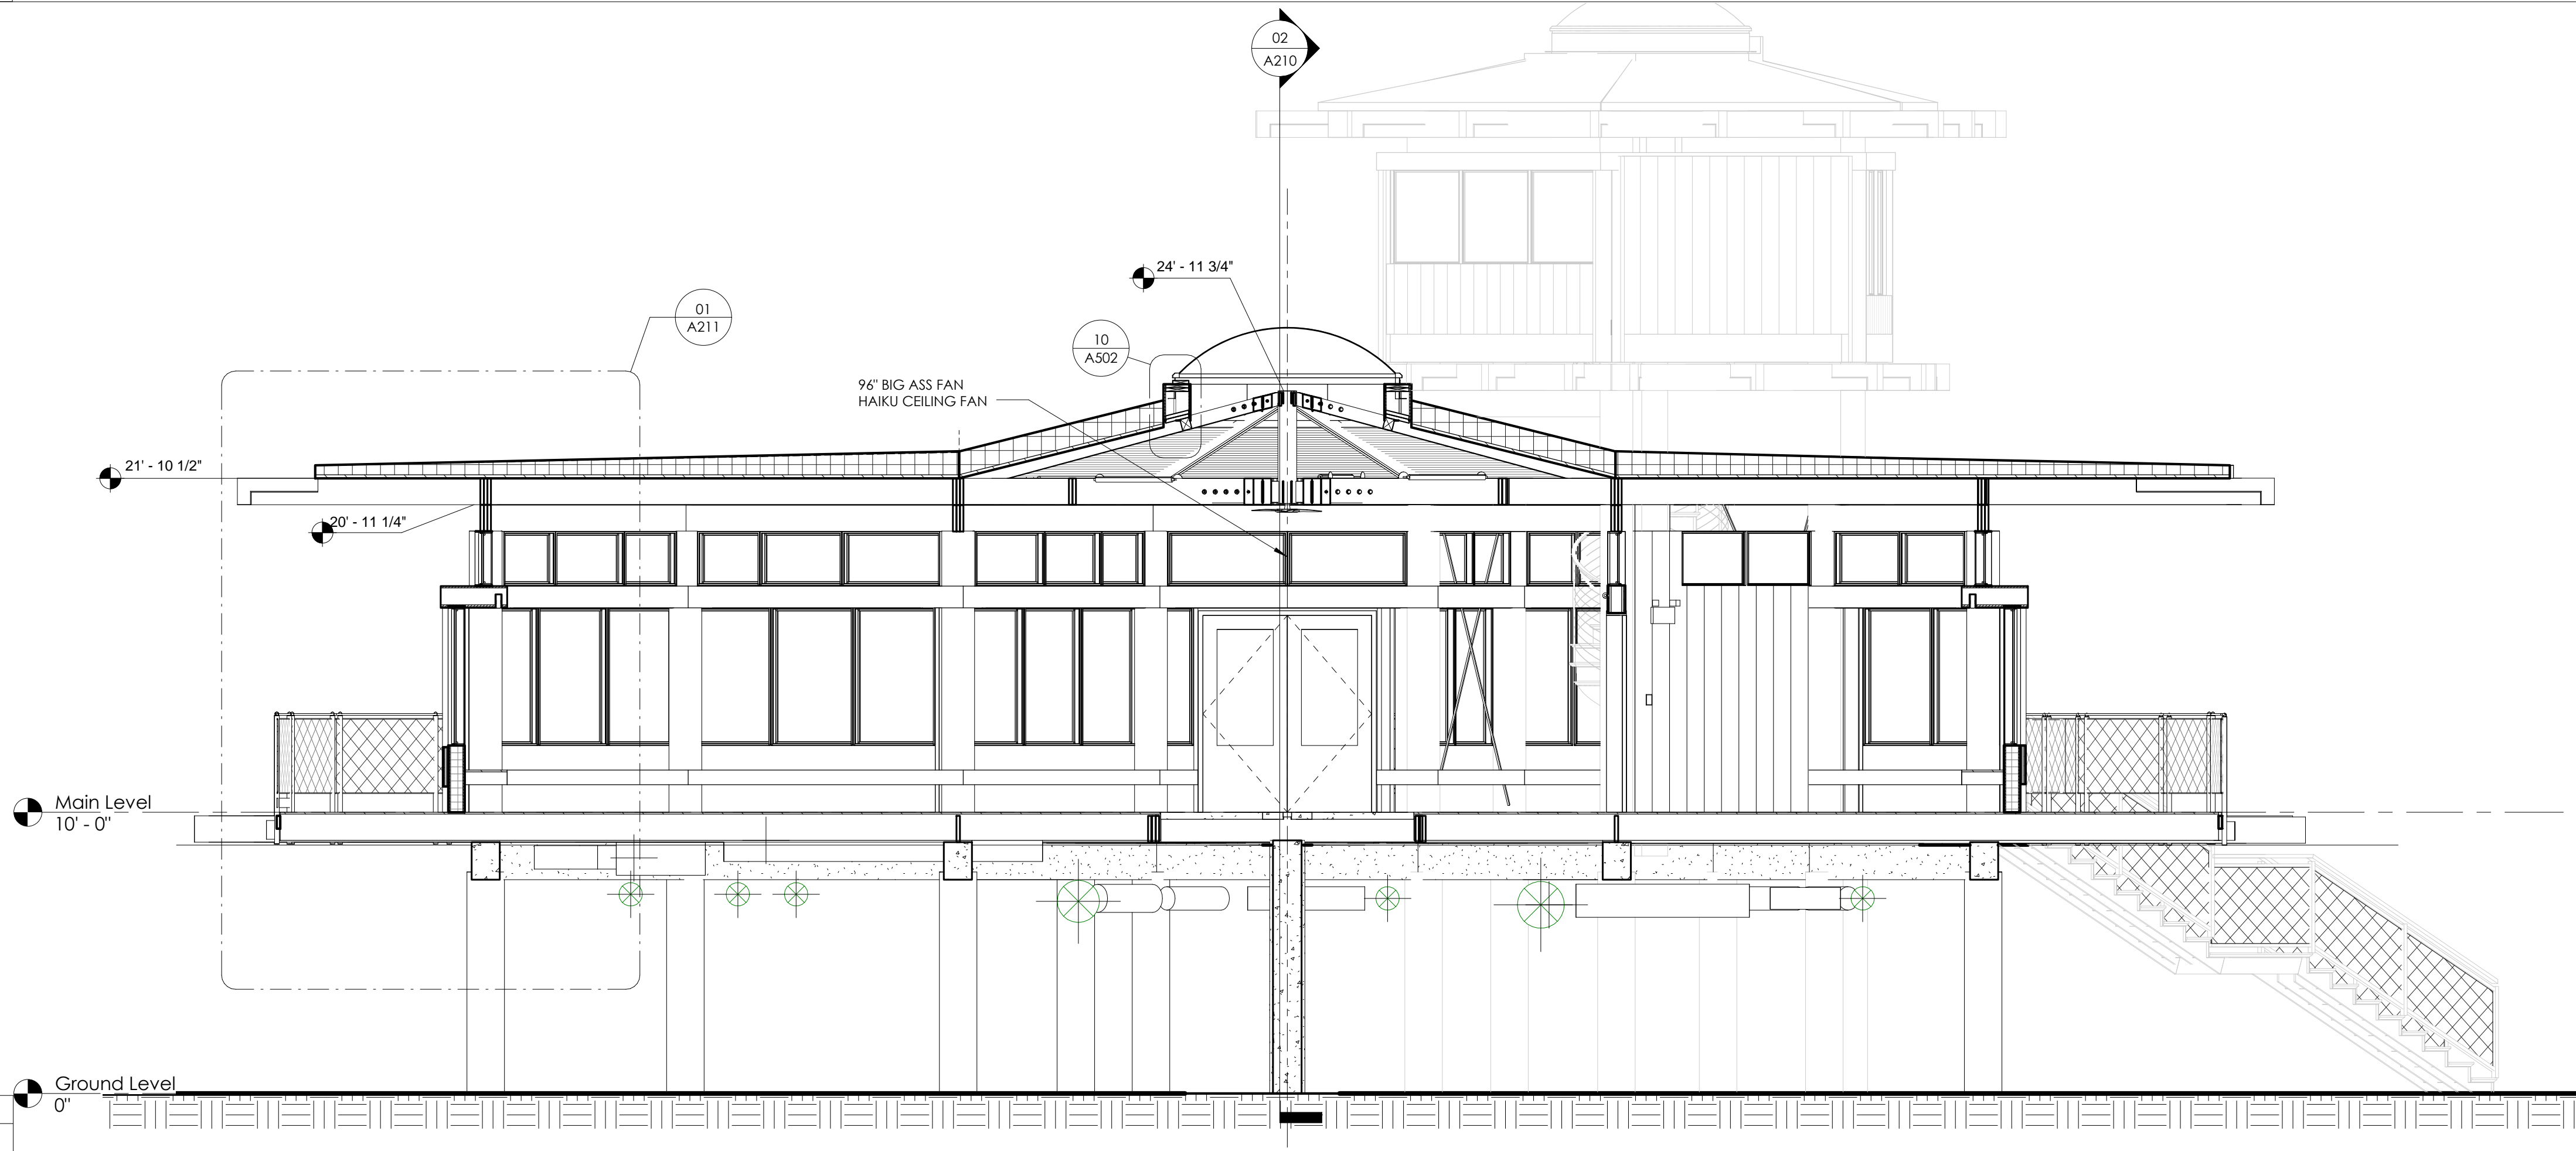 02
A210
24' - 11 3/4"
01
A211
10
A502
96" BIG ASS FAN
HAIKU CEILING FAN
21' - 10 1/2"
20' - 11 1/4"
Main Level
10' - 0"
Ground Level
0"